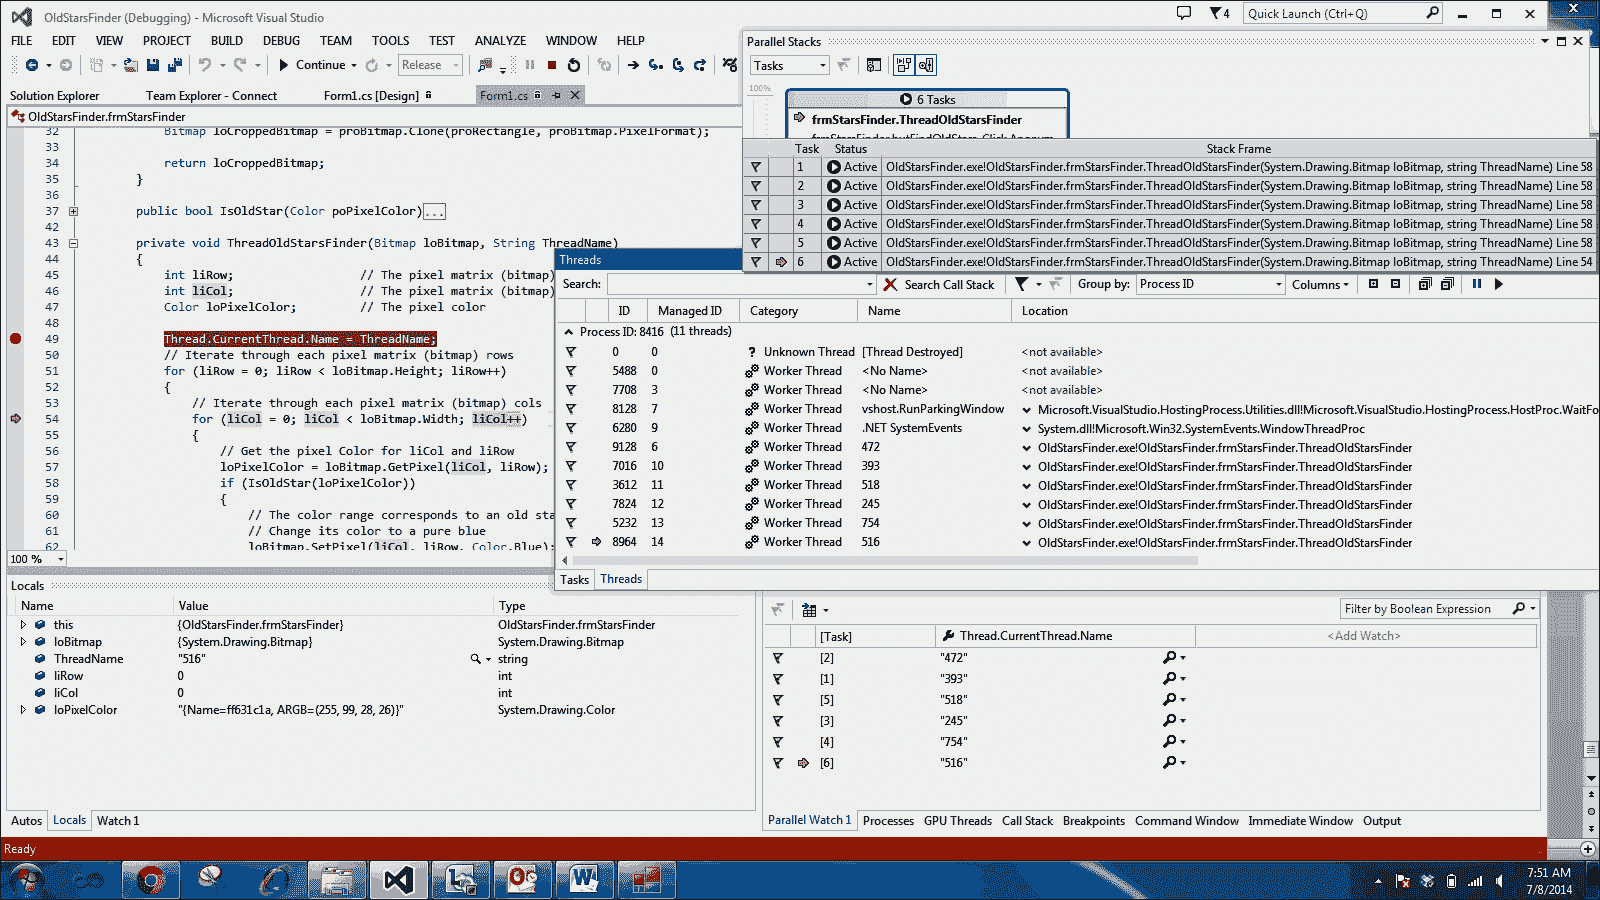 OldStarsFinder (Debugging) - Microsoft Visual Studio
4
Quick Launch (Ctrl+Q)
FILE EDIT VIEW PROJECT BUILD DEBUG TEAM TOOLS TEST ANALYZE WINDOW HELP
Continue Release
Solution Explorer Team Explorer - Connect Form1.cs [Design] Form1.cs
OldStarsFinder.frmStarsFinder
32 Bitmap loCroppedBitmap = proBitmap.Clone(proRectangle, proBitmap.PixelFormat);
33
34 return loCroppedBitmap;
35 }
36
37 public bool IsOldStar(Color poPixelColor)...
42
43 private void ThreadOldStarsFinder(Bitmap loBitmap, String ThreadName)
44 {
45 int liRow; // The pixel matrix (bitmap)
46 int liCol; // The pixel matrix (bitmap)
47 Color loPixelColor; // The pixel color
48
49 Thread.CurrentThread.Name = ThreadName;
50 // Iterate through each pixel matrix (bitmap) rows
51 for (liRow = 0; liRow < loBitmap.Height; liRow++)
52 {
53 // Iterate through each pixel matrix (bitmap) cols
54 for (liCol = 0; liCol < loBitmap.Width; liCol++)
55 {
56 // Get the pixel Color for liCol and liRow
57 loPixelColor = loBitmap.GetPixel(liCol, liRow);
58 if (IsOldStar(loPixelColor))
59 {
60 // The color range corresponds to an old sta
61 // Change its color to a pure blue
62 loBitmap.SetPixel(liCol, liRow, Color.Blue);
100 %
Parallel Stacks
Tasks
100%
6 Tasks
frmStarsFinder.ThreadOldStarsFinder
frmStarsFinder.butFindOldStars_Click.Anonym
Task Status Stack Frame
1 Active OldStarsFinder.exe!OldStarsFinder.frmStarsFinder.ThreadOldStarsFinder(System.Drawing.Bitmap loBitmap, string ThreadName) Line 58
2 Active OldStarsFinder.exe!OldStarsFinder.frmStarsFinder.ThreadOldStarsFinder(System.Drawing.Bitmap loBitmap, string ThreadName) Line 58
3 Active OldStarsFinder.exe!OldStarsFinder.frmStarsFinder.ThreadOldStarsFinder(System.Drawing.Bitmap loBitmap, string ThreadName) Line 58
4 Active OldStarsFinder.exe!OldStarsFinder.frmStarsFinder.ThreadOldStarsFinder(System.Drawing.Bitmap loBitmap, string ThreadName) Line 58
5 Active OldStarsFinder.exe!OldStarsFinder.frmStarsFinder.ThreadOldStarsFinder(System.Drawing.Bitmap loBitmap, string ThreadName) Line 58
6 Active OldStarsFinder.exe!OldStarsFinder.frmStarsFinder.ThreadOldStarsFinder(System.Drawing.Bitmap loBitmap, string ThreadName) Line 54
Threads
Search: Search Call Stack Group by: Process ID Columns
ID Managed ID Category Name Location
Process ID: 8416 (11 threads)
0 0 ? Unknown Thread [Thread Destroyed] <not available>
5488 0 Worker Thread <No Name> <not available>
7708 3 Worker Thread <No Name> <not available>
8128 7 Worker Thread vshost.RunParkingWindow Microsoft.VisualStudio.HostingProcess.Utilities.dll!Microsoft.VisualStudio.HostingProcess.HostProc.WaitFo
6280 9 Worker Thread .NET SystemEvents System.dll!Microsoft.Win32.SystemEvents.WindowThreadProc
9128 6 Worker Thread 472 OldStarsFinder.exe!OldStarsFinder.frmStarsFinder.ThreadOldStarsFinder
7016 10 Worker Thread 393 OldStarsFinder.exe!OldStarsFinder.frmStarsFinder.ThreadOldStarsFinder
3612 11 Worker Thread 518 OldStarsFinder.exe!OldStarsFinder.frmStarsFinder.ThreadOldStarsFinder
7824 12 Worker Thread 245 OldStarsFinder.exe!OldStarsFinder.frmStarsFinder.ThreadOldStarsFinder
5232 13 Worker Thread 754 OldStarsFinder.exe!OldStarsFinder.frmStarsFinder.ThreadOldStarsFinder
8964 14 Worker Thread 516 OldStarsFinder.exe!OldStarsFinder.frmStarsFinder.ThreadOldStarsFinder
Tasks Threads
Locals
Name Value Type
this {OldStarsFinder.frmStarsFinder} OldStarsFinder.frmStarsFinder
loBitmap {System.Drawing.Bitmap} System.Drawing.Bitmap
ThreadName "516" string
liRow 0 int
liCol 0 int
loPixelColor "{Name=ff631c1a, ARGB=(255, 99, 28, 26)}" System.Drawing.Color
Autos Locals Watch 1
Filter by Boolean Expression
[Task] Thread.CurrentThread.Name <Add Watch>
[2] "472"
[1] "393"
[5] "518"
[3] "245"
[4] "754"
[6] "516"
Parallel Watch 1 Processes GPU Threads Call Stack Breakpoints Command Window Immediate Window Output
Ready
7:51 AM
7/8/2014